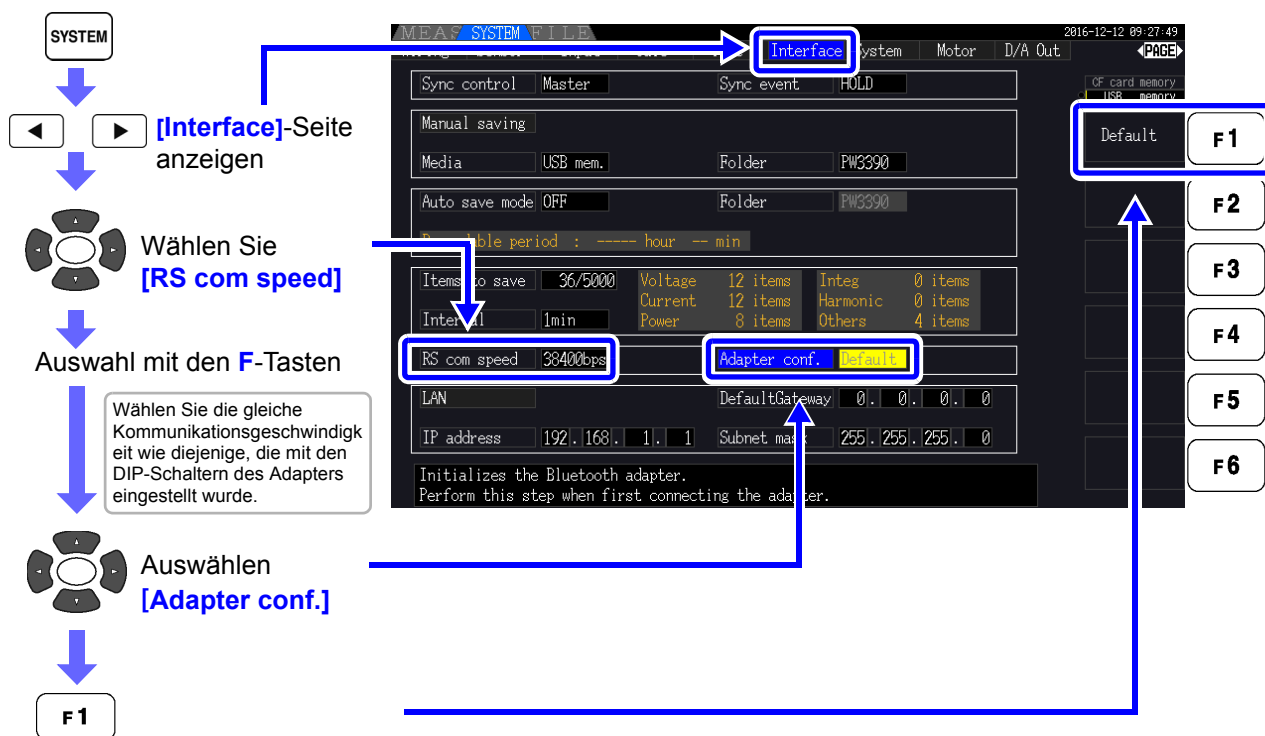 SYSTEM
[Interface]-Seite
anzeigen
Wählen Sie
[RS com speed]
Auswahl mit den F-Tasten
Wählen Sie die gleiche
Kommunikationsgeschwindigk
eit wie diejenige, die mit den
DIP-Schaltern des Adapters
eingestellt wurde.
Auswählen
[Adapter conf.]
F1
MEAS SYSTEM FILE 2016-12-12 09:27:49
Interface System Motor D/A Out PAGE
CF card memory
USB memory
Sync control Master Sync event HOLD
Manual saving
Media USB mem. Folder PW3390
Auto save mode OFF Folder PW3390
period : ----- hour -- min
Items to save 36/5000 Voltage 12 items Integ 0 items
Current 12 items Harmonic 0 items
Interval 1min Power 8 items Others 4 items
RS com speed 38400bps Adapter conf. Default
LAN DefaultGateway 0. 0. 0. 0
IP address 192.168. 1. 1 Subnet mask 255.255.255. 0
Initializes the Bluetooth adapter.
Perform this step when first connecting the adapter.
Default F1
F2
F3
F4
F5
F6